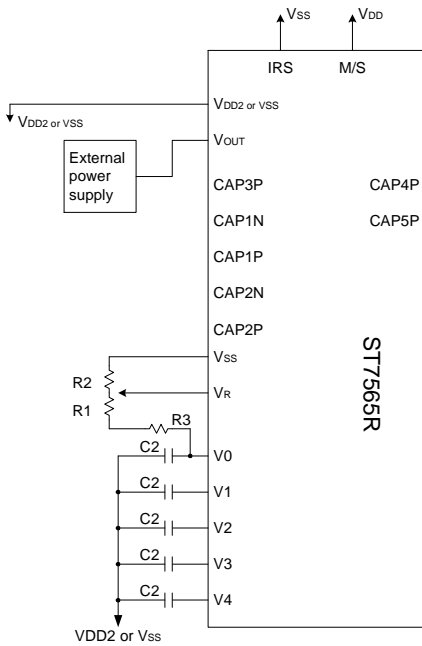 VSS
VDD
IRS
M/S
VDD2 or VSS
VDD2 or VSS
VOUT
External
power
supply
CAP3P
CAP4P
CAP1N
CAP5P
CAP1P
CAP2N
CAP2P
VSS
R2
VR
R1
R3
C2
V0
C2
V1
C2
V2
C2
V3
C2
V4
VDD2 or VSS
ST7565R